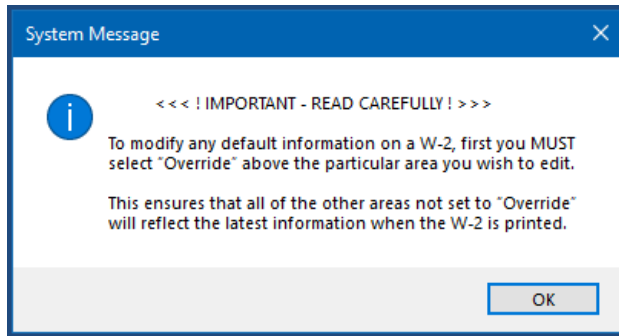 System Message
< < < ! IMPORTANT - READ CAREFULLY ! > > >
To modify any default information on a W-2, first you MUST
select "Override" above the particular area you wish to edit.
This ensures that all of the other areas not set to "Override"
will reflect the latest information when the W-2 is printed.
OK